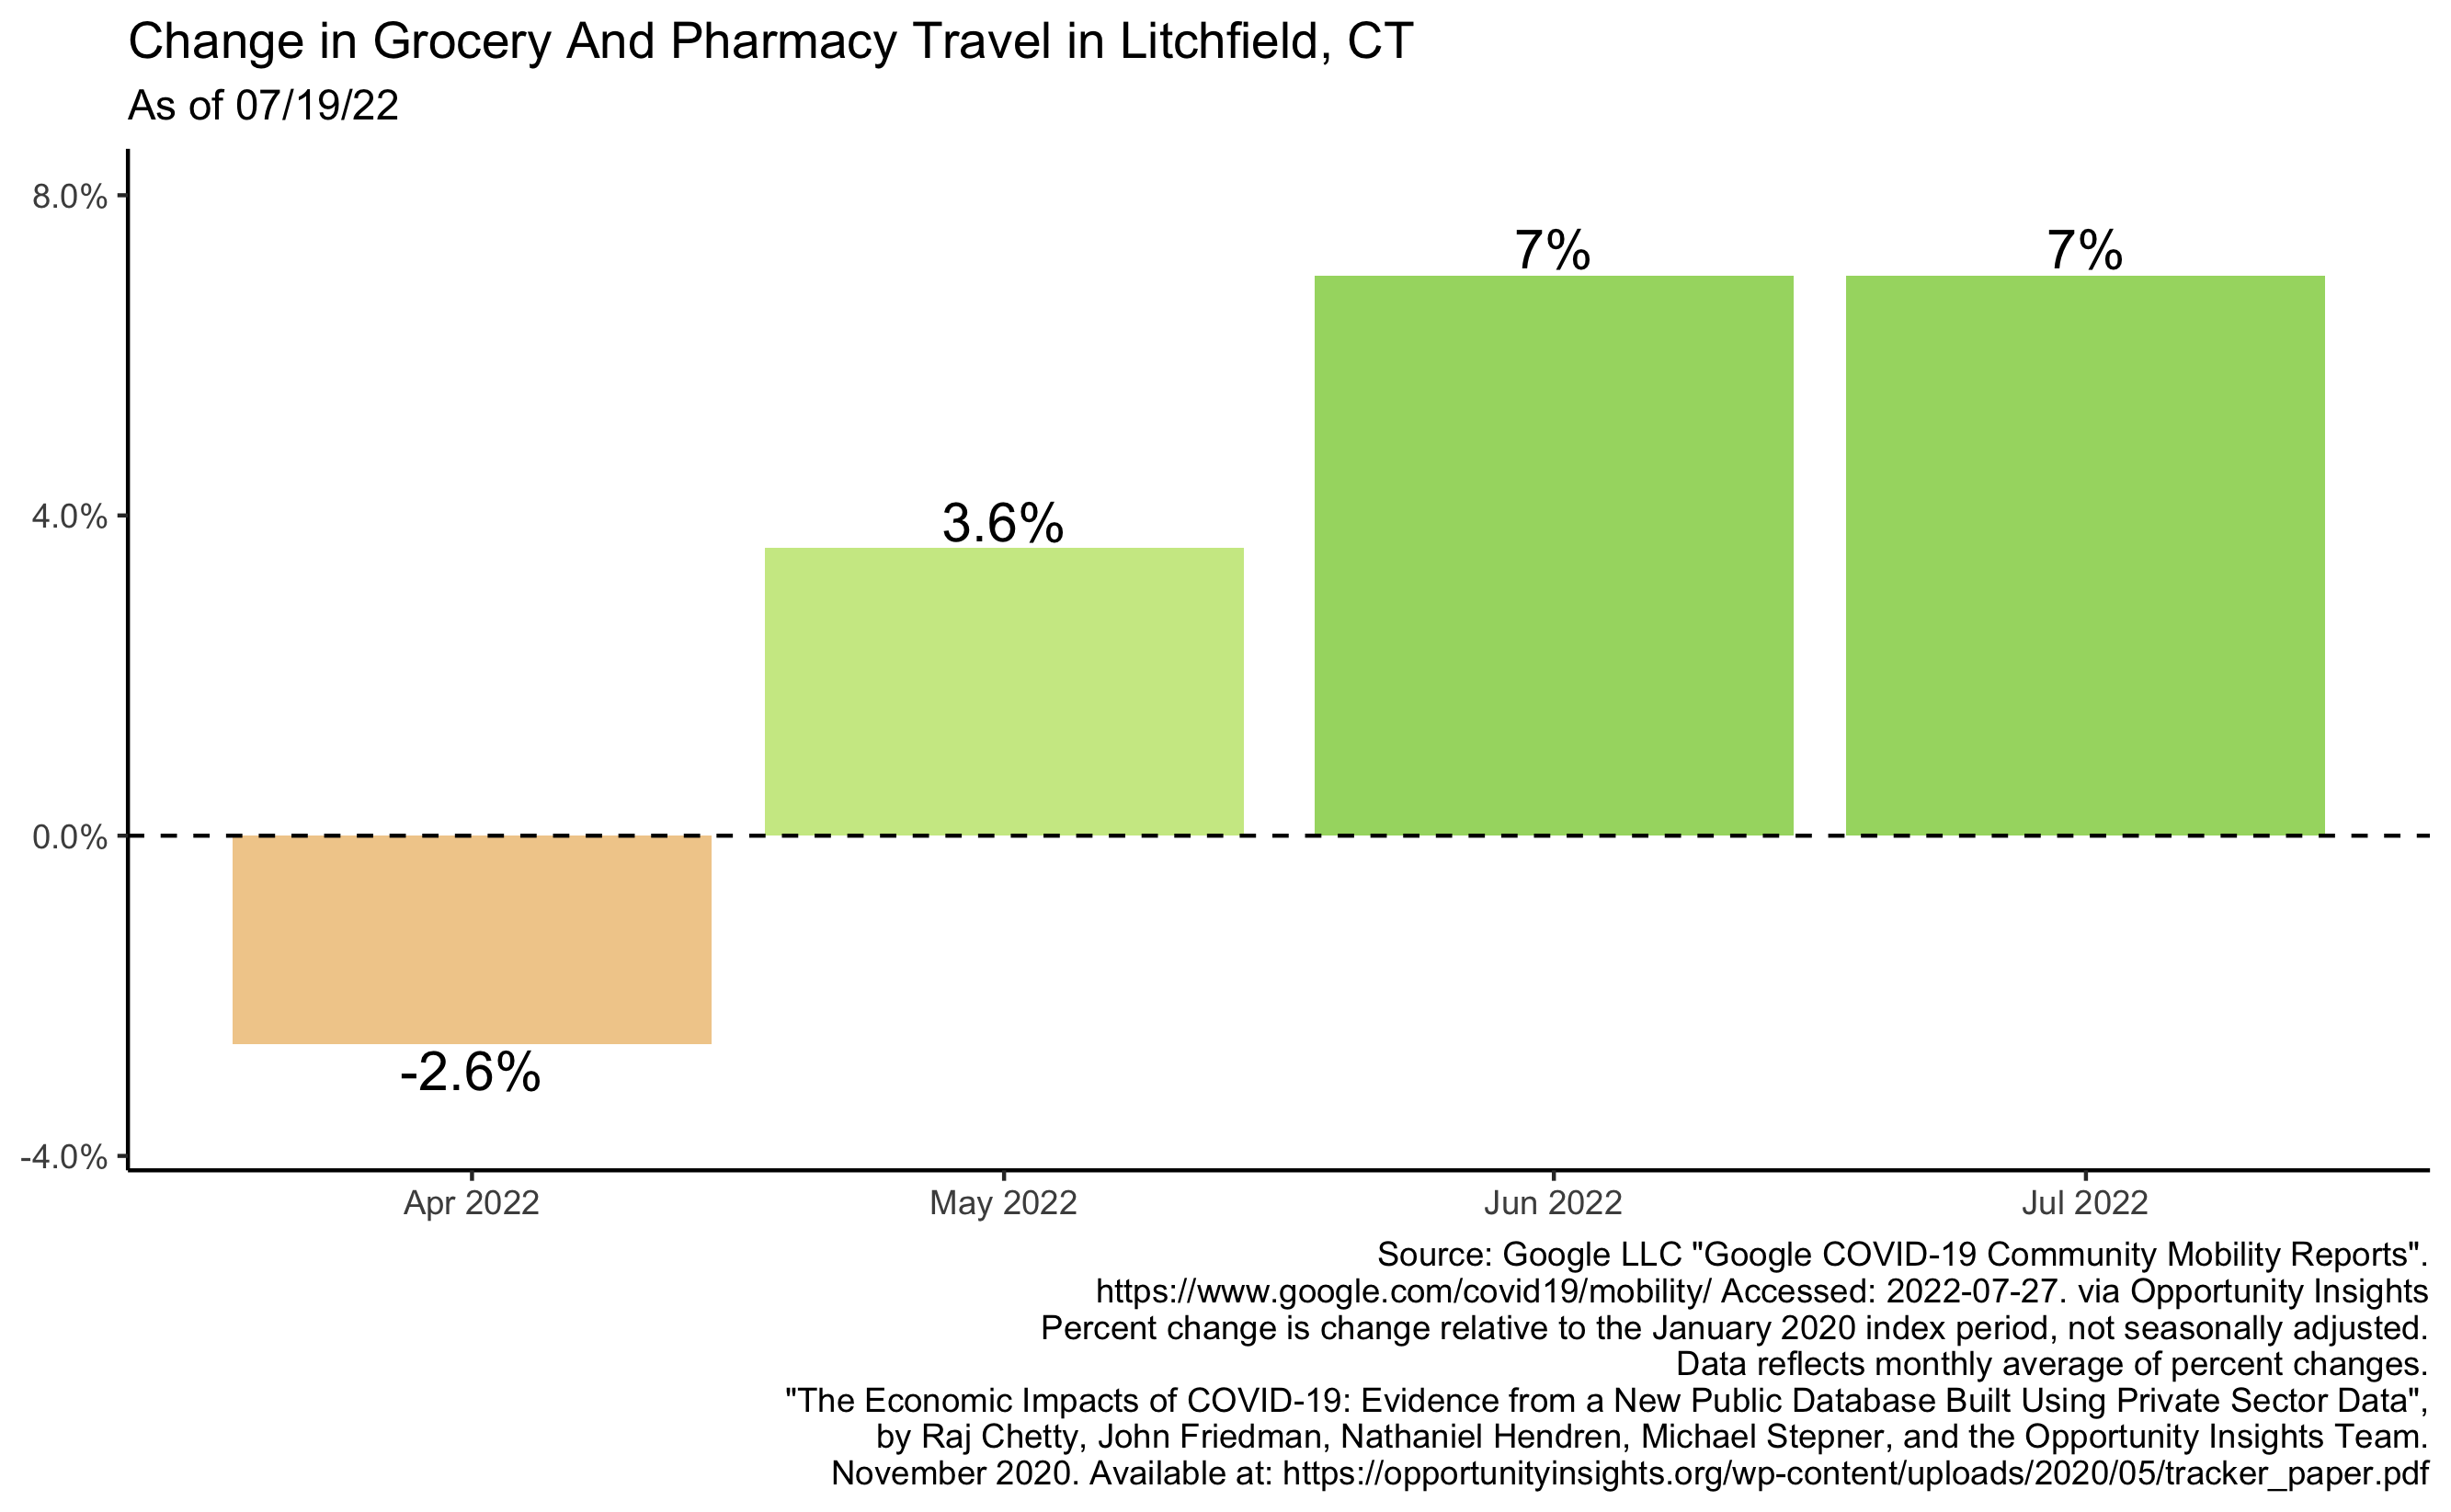 Change in Grocery And Pharmacy Travel in Litchfield, CT
As of 07/19/22
8.0%
4.0%
0.0%
-4.0%
-2.6%
3.6%
7%
7%
Apr 2022
May 2022
Jun 2022
Jul 2022
Source: Google LLC "Google COVID-19 Community Mobility Reports".
https://www.google.com/covid19/mobility/ Accessed: 2022-07-27. via Opportunity Insights
Percent change is change relative to the January 2020 index period, not seasonally adjusted.
Data reflects monthly average of percent changes.
"The Economic Impacts of COVID-19: Evidence from a New Public Database Built Using Private Sector Data",
by Raj Chetty, John Friedman, Nathaniel Hendren, Michael Stepner, and the Opportunity Insights Team.
November 2020. Available at: https://opportunityinsights.org/wp-content/uploads/2020/05/tracker_paper.pdf